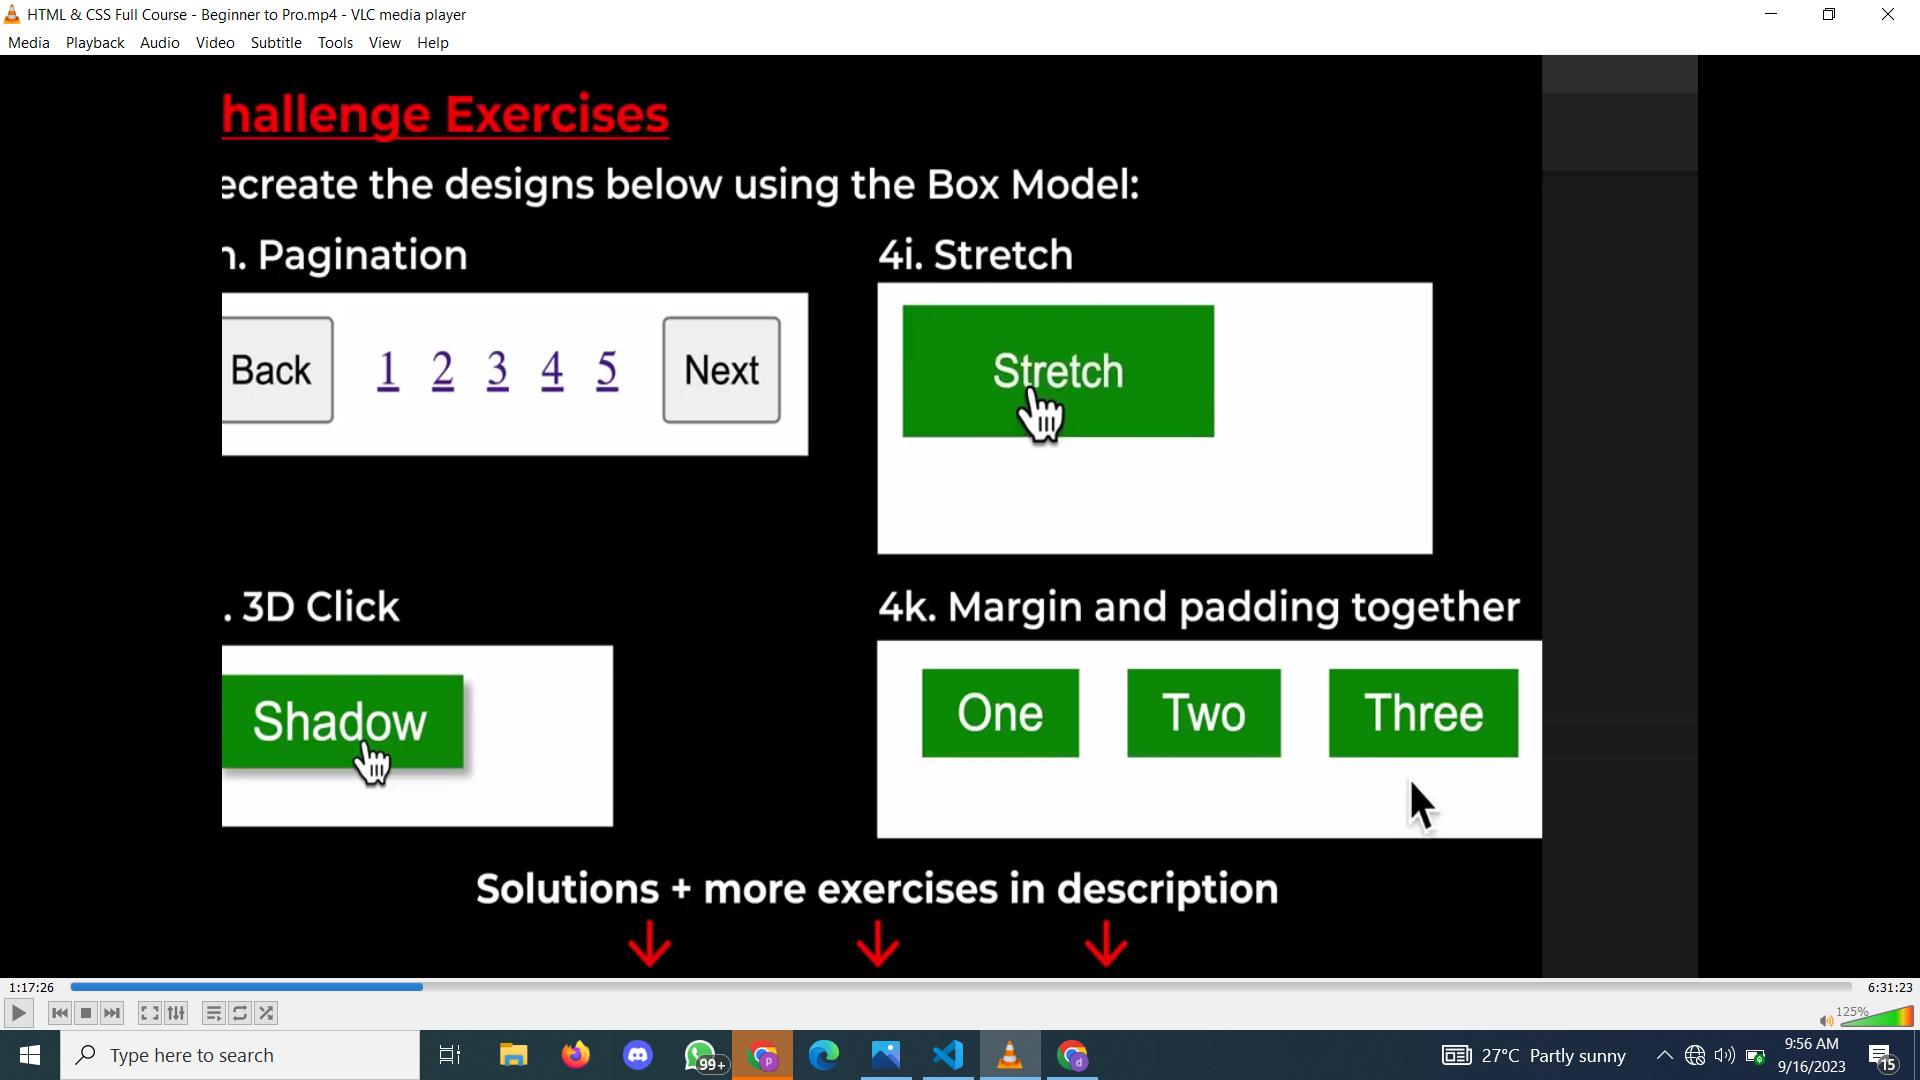 HTML & CSS Full Course - Beginner to Pro.mp4 - VLC media player
Media Playback Audio Video Subtitle Tools View Help
hallenge Exercises
ecreate the designs below using the Box Model:
. Pagination
4i. Stretch
Back 1 2 3 4 5 Next
Stretch
. 3D Click
4k. Margin and padding together
Shadow
One Two Three
Solutions + more exercises in description
1:17:26
6:31:23
125%
Type here to search
99+
27°C Partly sunny
9:56 AM
9/16/2023
15